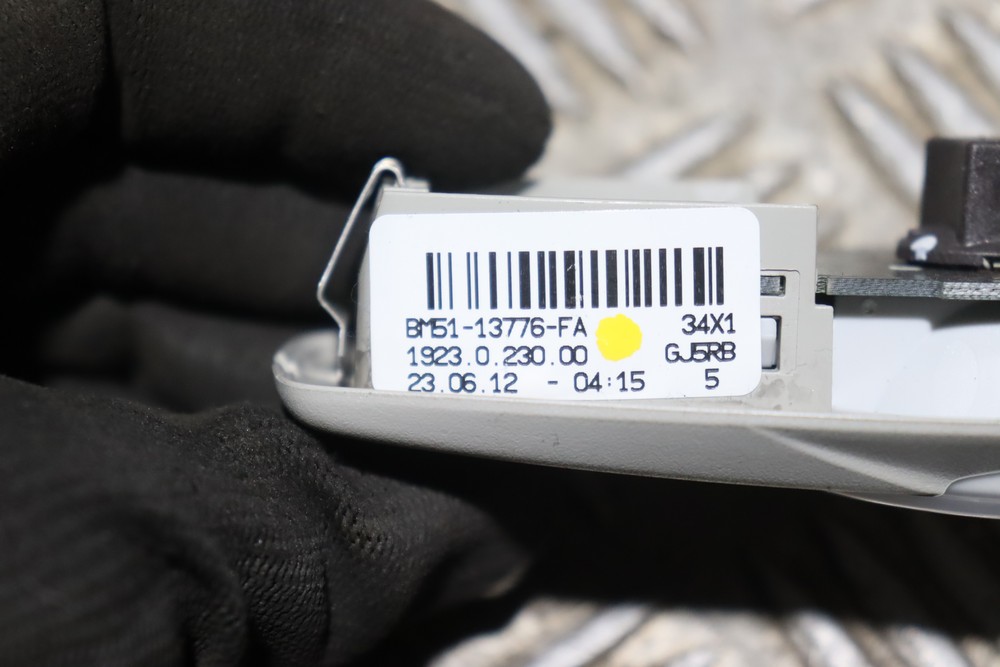 BM51-13776-FA 34X1
1923.0.230.00 GJ5RB
23.06.12 - 04:15 5